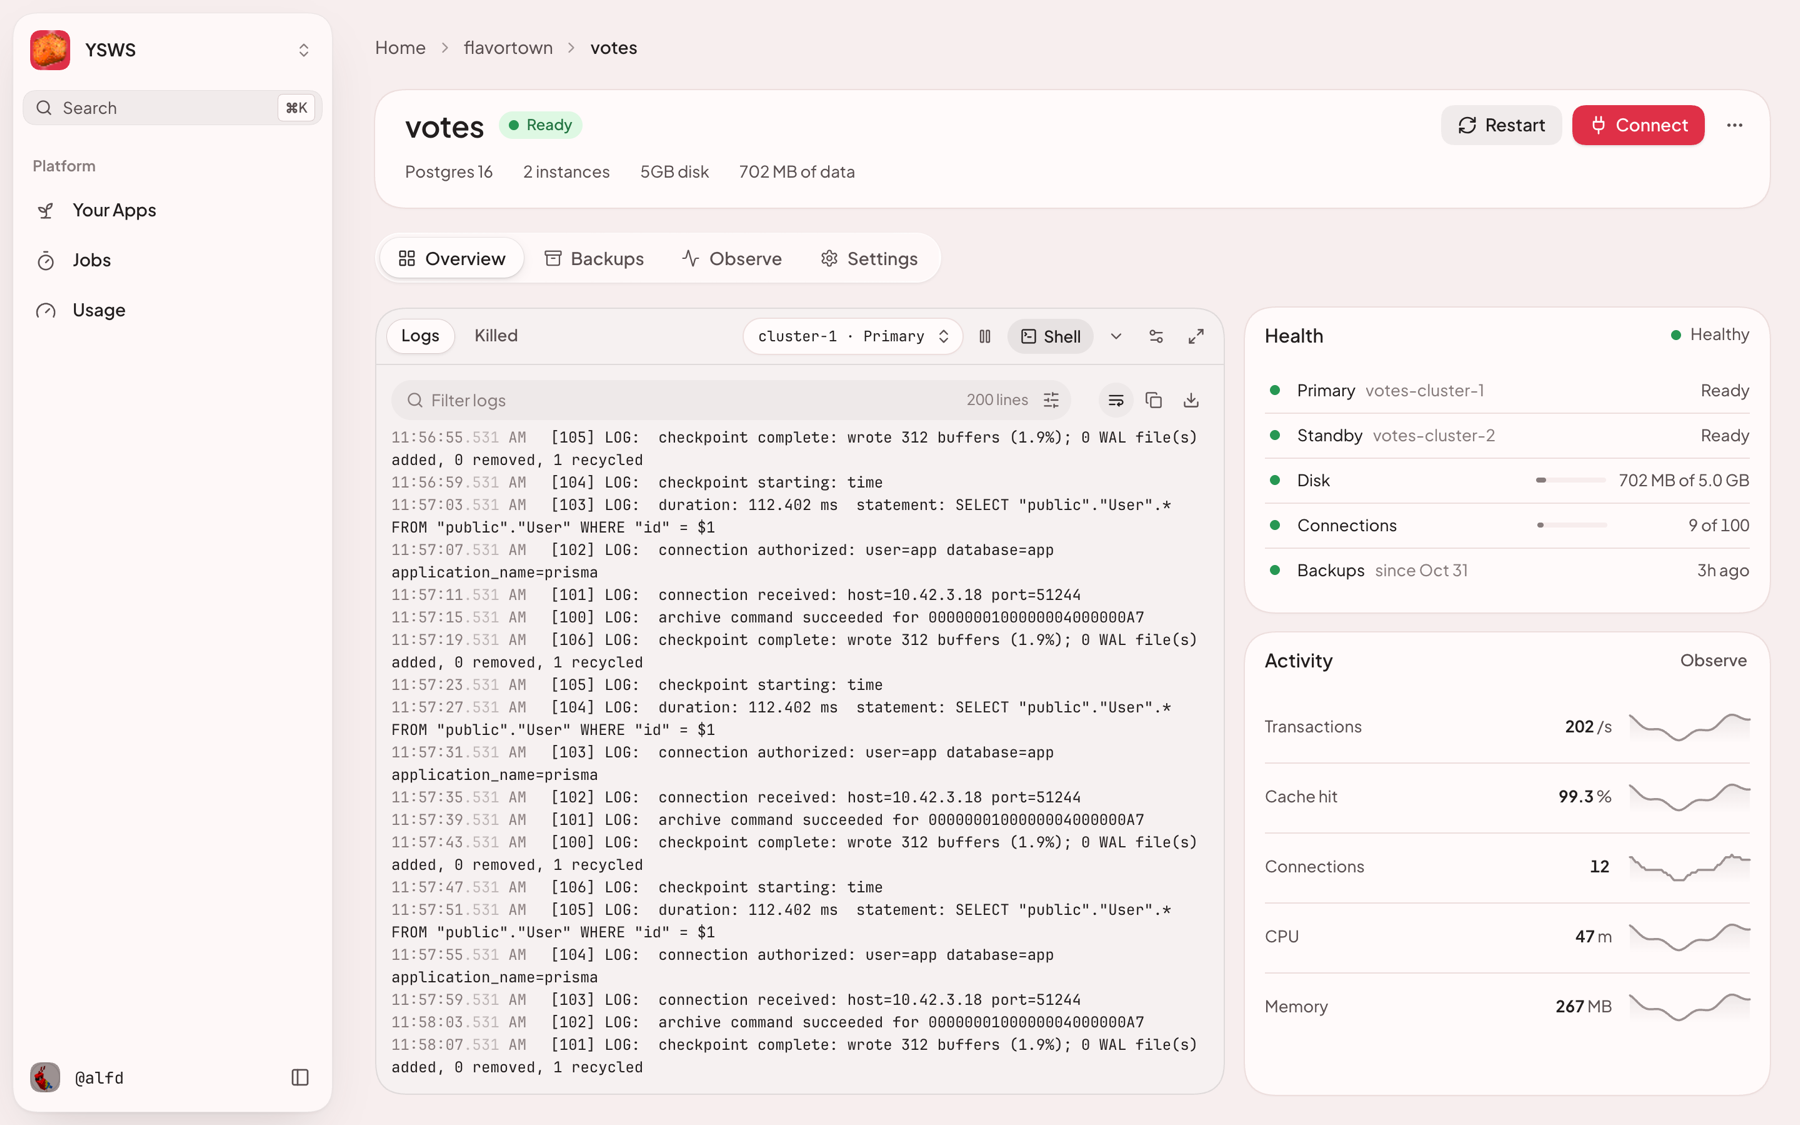 YSWS
Search ⌘K
Platform
Your Apps
Jobs
Usage
@alfd
Home > flavortown > votes
votes Ready
Restart Connect
Postgres 16 2 instances 5GB disk 702 MB of data
Overview Backups Observe Settings
Logs Killed cluster-1 · Primary Shell
Filter logs 200 lines
11:56:55.531 AM [105] LOG: checkpoint complete: wrote 312 buffers (1.9%); 0 WAL file(s)
added, 0 removed, 1 recycled
11:56:59.531 AM [104] LOG: checkpoint starting: time
11:57:03.531 AM [103] LOG: duration: 112.402 ms statement: SELECT "public"."User".*
FROM "public"."User" WHERE "id" = $1
11:57:07.531 AM [102] LOG: connection authorized: user=app database=app
application_name=prisma
11:57:11.531 AM [101] LOG: connection received: host=10.42.3.18 port=51244
11:57:15.531 AM [100] LOG: archive command succeeded for 0000000100000004000000A7
11:57:19.531 AM [106] LOG: checkpoint complete: wrote 312 buffers (1.9%); 0 WAL file(s)
added, 0 removed, 1 recycled
11:57:23.531 AM [105] LOG: checkpoint starting: time
11:57:27.531 AM [104] LOG: duration: 112.402 ms statement: SELECT "public"."User".*
FROM "public"."User" WHERE "id" = $1
11:57:31.531 AM [103] LOG: connection authorized: user=app database=app
application_name=prisma
11:57:35.531 AM [102] LOG: connection received: host=10.42.3.18 port=51244
11:57:39.531 AM [101] LOG: archive command succeeded for 0000000100000004000000A7
11:57:43.531 AM [100] LOG: checkpoint complete: wrote 312 buffers (1.9%); 0 WAL file(s)
added, 0 removed, 1 recycled
11:57:47.531 AM [106] LOG: checkpoint starting: time
11:57:51.531 AM [105] LOG: duration: 112.402 ms statement: SELECT "public"."User".*
FROM "public"."User" WHERE "id" = $1
11:57:55.531 AM [104] LOG: connection authorized: user=app database=app
application_name=prisma
11:57:59.531 AM [103] LOG: connection received: host=10.42.3.18 port=51244
11:58:03.531 AM [102] LOG: archive command succeeded for 0000000100000004000000A7
11:58:07.531 AM [101] LOG: checkpoint complete: wrote 312 buffers (1.9%); 0 WAL file(s)
added, 0 removed, 1 recycled
Health Healthy
Primary votes-cluster-1 Ready
Standby votes-cluster-2 Ready
Disk 702 MB of 5.0 GB
Connections 9 of 100
Backups since Oct 31 3h ago
Activity Observe
Transactions 202 /s
Cache hit 99.3 %
Connections 12
CPU 47 m
Memory 267 MB